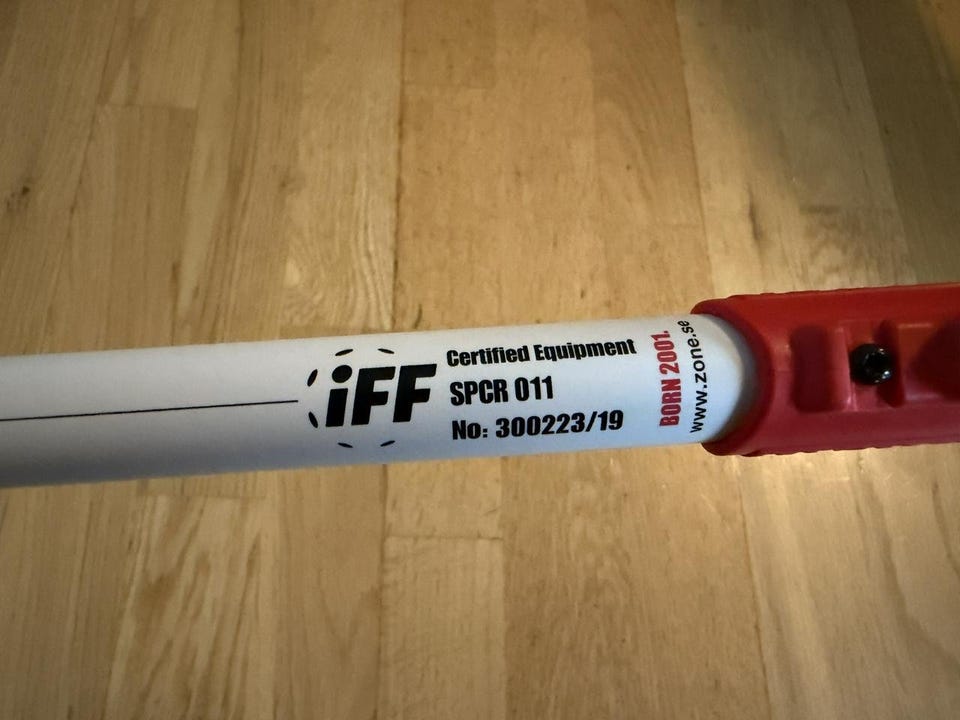 iFF
Certified Equipment
SPCR 011
No: 300223/19
BORN 2001.
www.zone.se